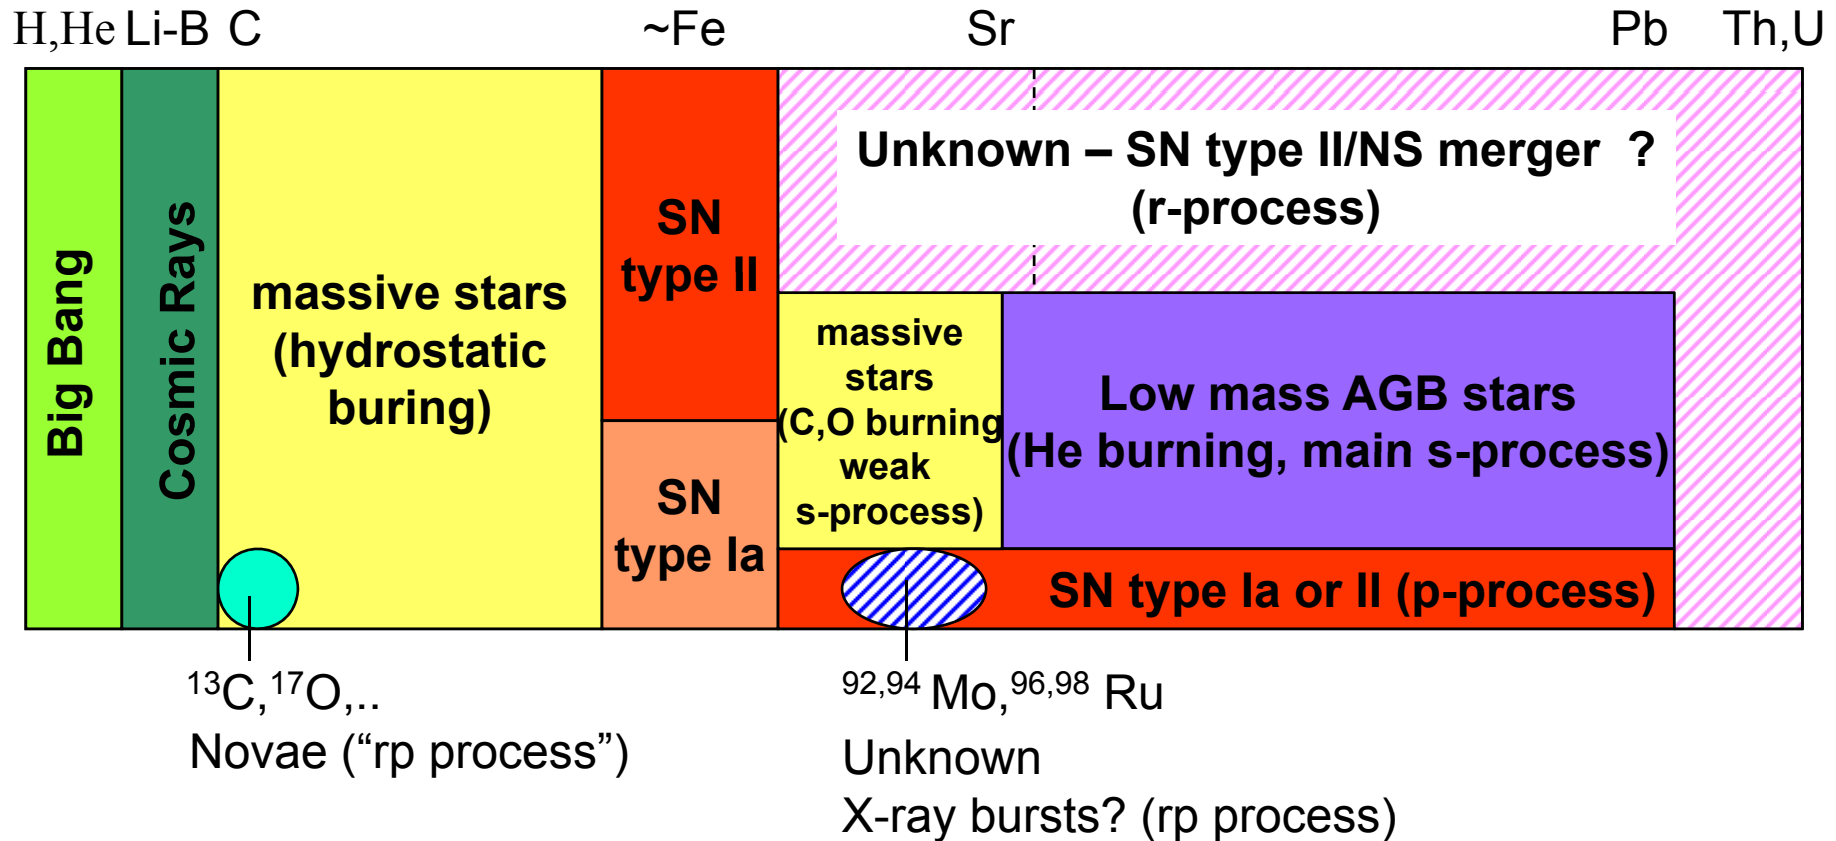 H,He Li-B C ~Fe Sr Pb Th,U
Big Bang
Cosmic Rays
massive stars
(hydrostatic
buring)
SN
type II
SN
type Ia
Unknown – SN type II/NS merger ?
(r-process)
massive
stars
(C,O burning
weak
s-process)
Low mass AGB stars
(He burning, main s-process)
SN type Ia or II (p-process)
¹³C,¹⁷O,..
Novae (“rp process”)
⁹²,⁹⁴ Mo,⁹⁶,⁹⁸ Ru
Unknown
X-ray bursts? (rp process)